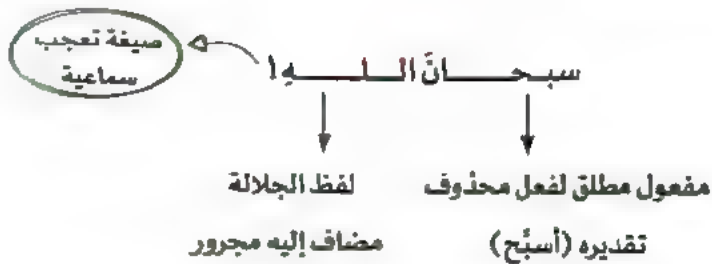 سبحانَ اللهِ!
صيغة تعجب
سماعية
مفعول مطلق لفعل محذوف
تقديره (أسبّح)
لفظ الجلالة
مضاف إليه مجرور